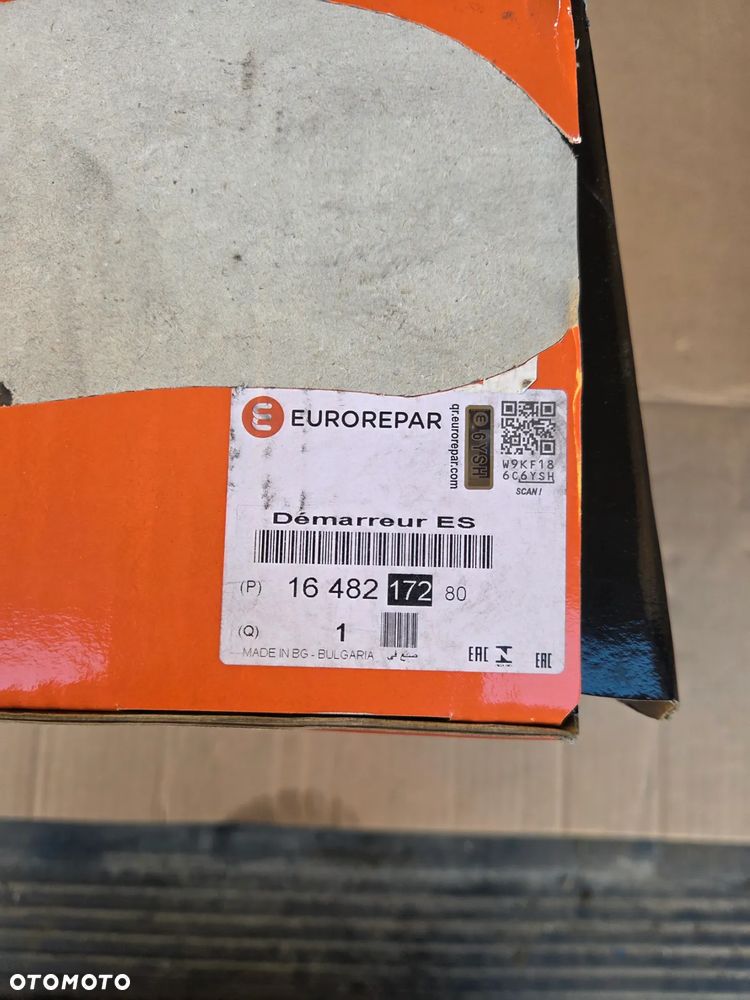 EUROREPAR
qr.eurorepar.com
6YSH
W9KF18
6C6YSH
SCAN!
Démarreur ES
(P) 16 482 172 80
(Q) 1
MADE IN BG - BULGARIA صنع في
EAC
EAC
OTOMOTO